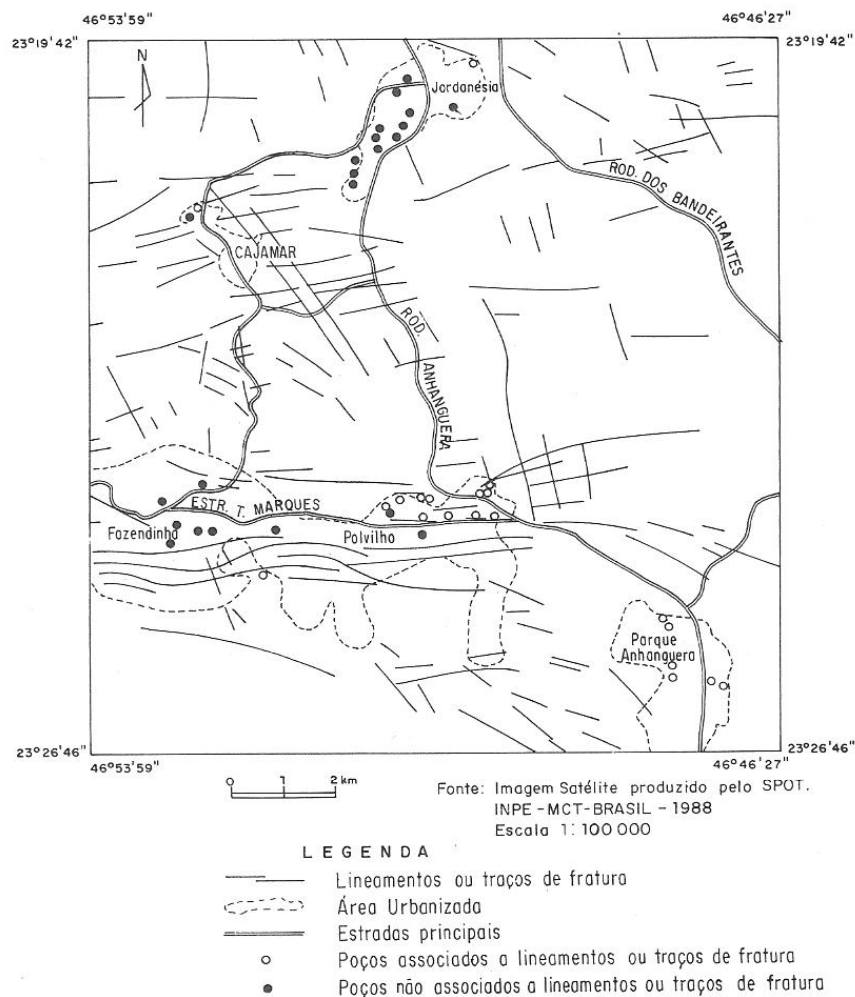 46°53'59"
46°46'27"
23°19'42"
23°19'42"
N
Jordanésia
ROD. DOS BANDEIRANTES
CAJAMAR
ROD. ANHANGUERA
ESTR. T. MARQUES
Fazendinha
Polvilho
Parque
Anhanguera
23°26'46"
23°26'46"
46°53'59"
46°46'27"
0 1 2 km
Fonte: Imagem Satélite produzido pelo SPOT.
INPE-MCT-BRASIL-1988
Escala 1:100 000
LEGENDA
Lineamentos ou traços de fratura
Área Urbanizada
Estradas principais
Poços associados a lineamentos ou traços de fratura
Poços não associados a lineamentos ou traços de fratura